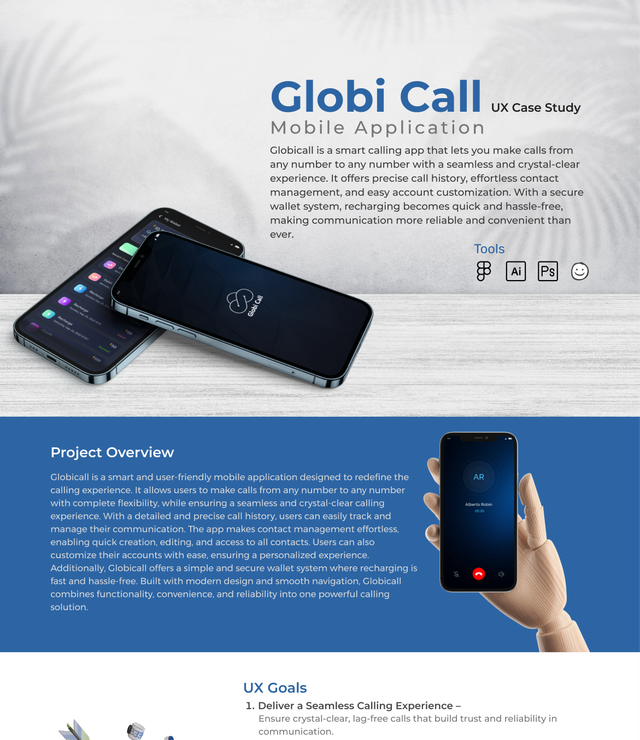 Globi Call UX Case Study
Mobile Application
Globicall is a smart calling app that lets you make calls from
any number to any number with a seamless and crystal-clear
experience. It offers precise call history, effortless contact
management, and easy account customization. With a secure
wallet system, recharging becomes quick and hassle-free,
making communication more reliable and convenient than
ever.
Tools
Ai
Ps
My Wallet
Recharge
Recharge
Globi Call
Project Overview
Globicall is a smart and user-friendly mobile application designed to redefine the
calling experience. It allows users to make calls from any number to any number
with complete flexibility, while ensuring a seamless and crystal-clear calling
experience. With a detailed and precise call history, users can easily track and
manage their communication. The app makes contact management effortless,
enabling quick creation, editing, and access to all contacts. Users can also
customize their accounts with ease, ensuring a personalized experience.
Additionally, Globicall offers a simple and secure wallet system where recharging is
fast and hassle-free. Built with modern design and smooth navigation, Globicall
combines functionality, convenience, and reliability into one powerful calling
solution.
AR
Alberto Robin
UX Goals
1. Deliver a Seamless Calling Experience –
Ensure crystal-clear, lag-free calls that build trust and reliability in
communication.